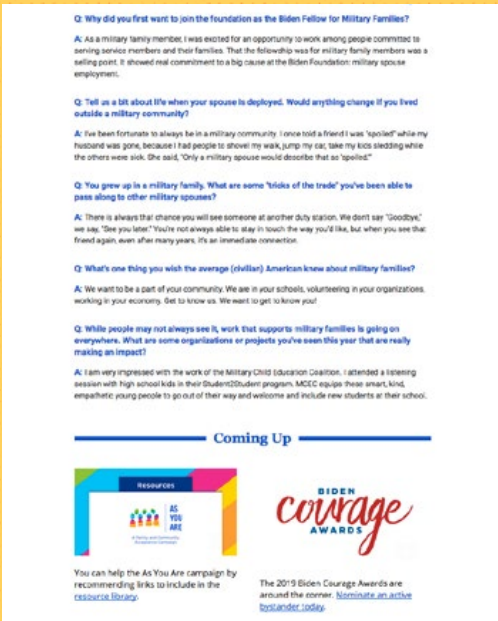 Q: Why did you first want to join the foundation as the Biden Fellow for Military Families?
A: As a military family member, I was excited for an opportunity to work among people committed to
serving service members and their families. That the fellowship was for military family members was a
selling point. It showed real commitment to a big cause at the Biden Foundation: military spouse
employment.
Q: Tell us a bit about life when your spouse is deployed. Would anything change if you lived
outside a military community?
A: I've been fortunate to always be in a military community. I once told a friend I was "spoiled" while my
husband was gone, because I had people to shovel my walk, jump my car, take my kids sledding while
the others were sick. She said, "Only a military spouse would describe that as 'spoiled.'"
Q: You grew up in a military family. What are some "tricks of the trade" you've been able to
pass along to other military spouses?
A: There is always that chance you will see someone at another duty station. We don't say "Goodbye,"
we say, "See you later." You're not always able to stay in touch the way you'd like, but when you see that
friend again, even after many years, it's an immediate connection.
Q: What's one thing you wish the average (civilian) American knew about military families?
A: We want to be a part of your community. We are in your schools, volunteering in your organizations,
working in your economy. Get to know us. We want to get to know you!
Q: While people may not always see it, work that supports military families is going on
everywhere. What are some organizations or projects you've seen this year that are really
making an impact?
A: I am very impressed with the work of the Military Child Education Coalition. I attended a listening
session with high school kids in their Student2Student program. MCEC equips these smart, kind,
empathetic young people to go out of their way and welcome and include new students at their school.
Coming Up
Resources
AS
YOU
ARE
A Family and Community
Acceptance Campaign
You can help the As You Are campaign by
recommending links to include in the
resource library.
BIDEN
courage
AWARDS
The 2019 Biden Courage Awards are
around the corner. Nominate an active
bystander today.